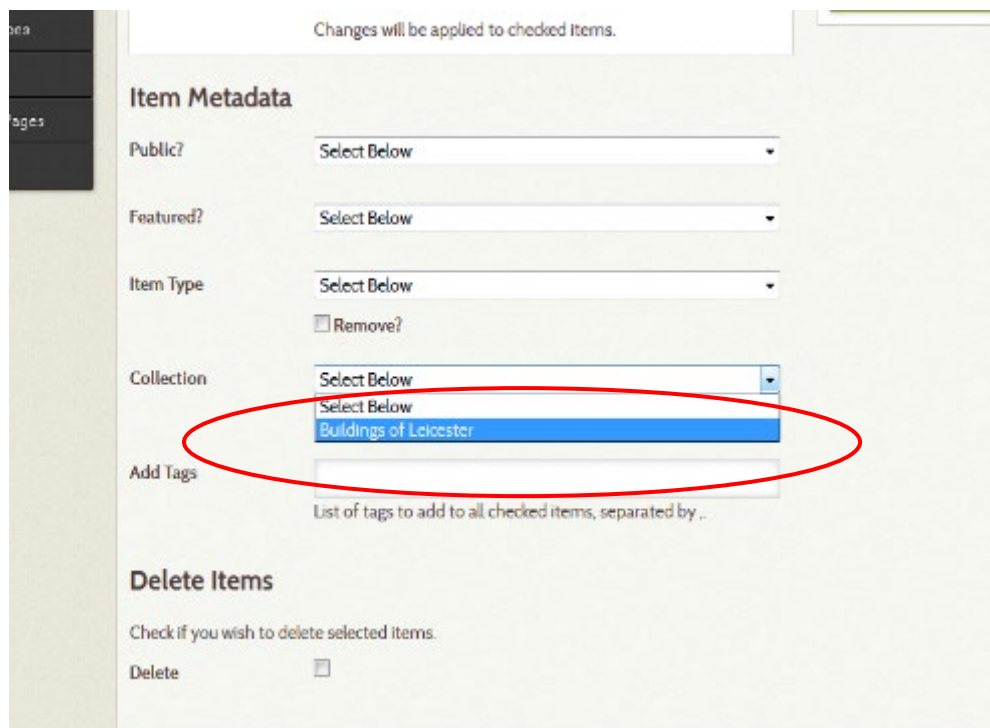 Changes will be applied to checked items.
Pages
Item Metadata
Public? Select Below
Featured? Select Below
Item Type Select Below
Remove?
Collection Select Below
Select Below
Buildings of Leicester
Add Tags
List of tags to add to all checked items, separated by ,.
Delete Items
Check if you wish to delete selected items.
Delete